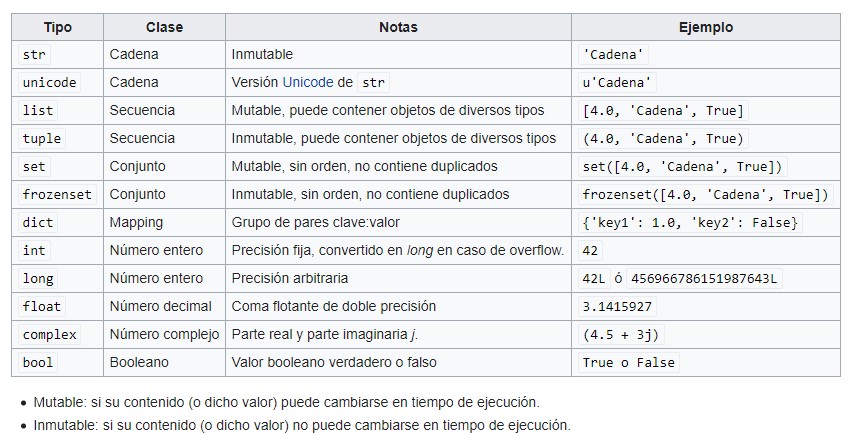 Tipo Clase Notas Ejemplo
str Cadena Inmutable 'Cadena'
unicode Cadena Versión Unicode de str u'Cadena'
list Secuencia Mutable, puede contener objetos de diversos tipos [4.0, 'Cadena', True]
tuple Secuencia Inmutable, puede contener objetos de diversos tipos (4.0, 'Cadena', True)
set Conjunto Mutable, sin orden, no contiene duplicados set([4.0, 'Cadena', True])
frozenset Conjunto Inmutable, sin orden, no contiene duplicados frozenset([4.0, 'Cadena', True])
dict Mapping Grupo de pares clave:valor {'key1': 1.0, 'key2': False}
int Número entero Precisión fija, convertido en long en caso de overflow. 42
long Número entero Precisión arbitraria 42L ó 456966786151987643L
float Número decimal Coma flotante de doble precisión 3.1415927
complex Número complejo Parte real y parte imaginaria j. (4.5 + 3j)
bool Booleano Valor booleano verdadero o falso True o False
• Mutable: si su contenido (o dicho valor) puede cambiarse en tiempo de ejecución.
• Inmutable: si su contenido (o dicho valor) no puede cambiarse en tiempo de ejecución.